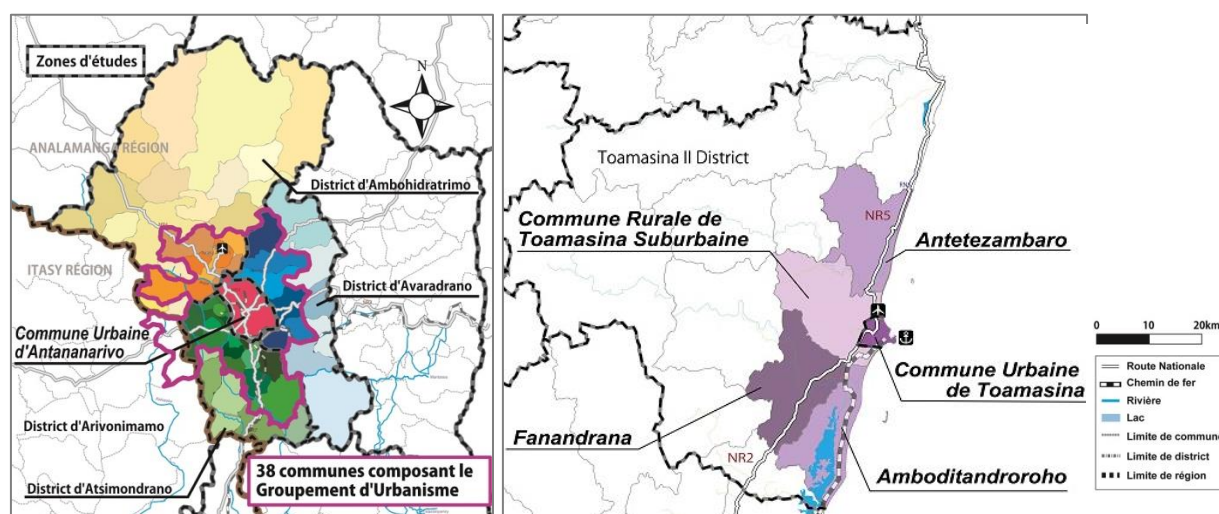 Zones d'études
N
ANALAMANGA RÉGION
District d'Ambohidratrimo
ITASY RÉGION
District d'Avaradrano
Commune Urbaine
d'Antananarivo
District d'Arivonimamo
District d'Atsimondrano
38 communes composant le
Groupement d'Urbanisme
Toamasina II District
Commune Rurale de
Toamasina Suburbaine
NR5
Antetezambaro
Commune Urbaine
de Toamasina
Fanandrana
NR2
Amboditandroroho
0 10 20km
Route Nationale
Chemin de fer
Rivière
Lac
Limite de commune
Limite de district
Limite de région